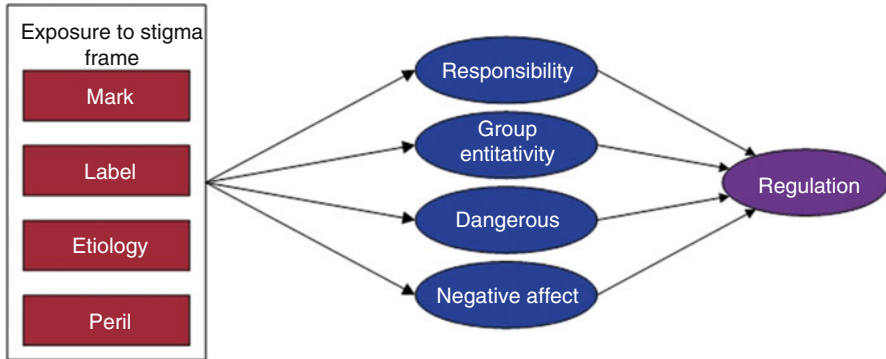 Exposure to stigma
frame
Mark
Label
Etiology
Peril
Responsibility
Group
entitativity
Dangerous
Negative affect
Regulation